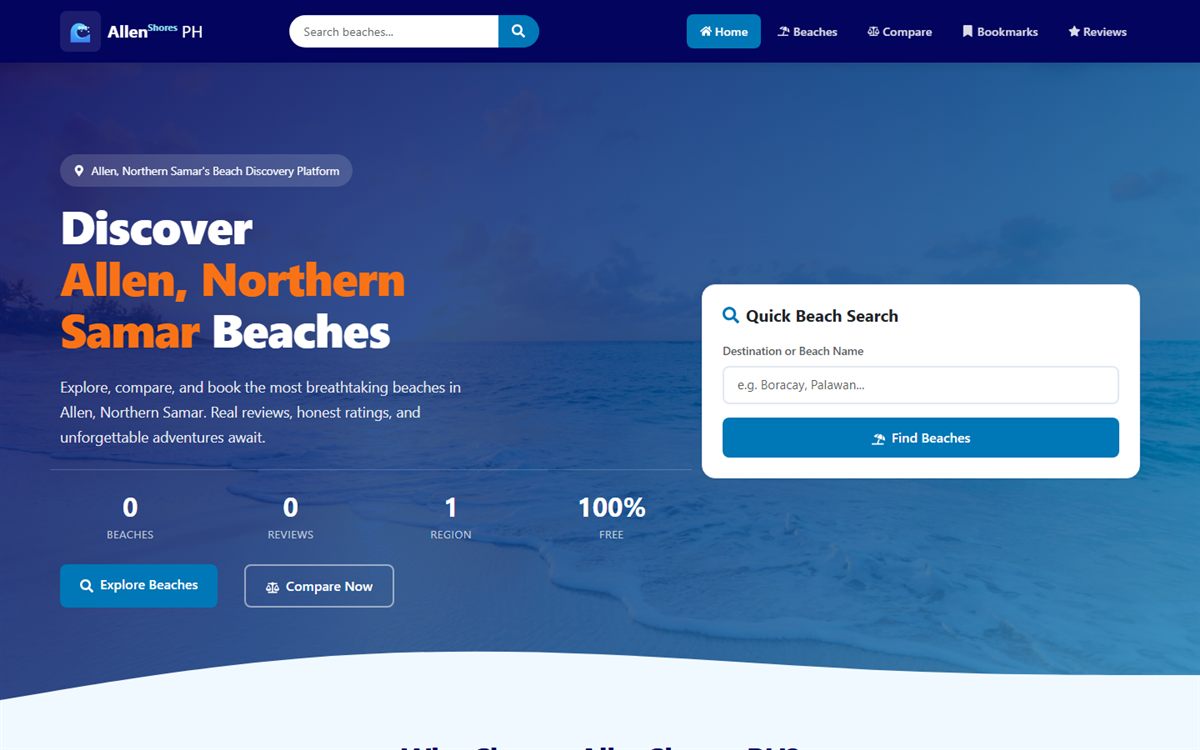 AllenShores PH
Search beaches...
Home
Beaches
Compare
Bookmarks
Reviews
Allen, Northern Samar's Beach Discovery Platform
Discover
Allen, Northern
Samar Beaches
Explore, compare, and book the most breathtaking beaches in
Allen, Northern Samar. Real reviews, honest ratings, and
unforgettable adventures await.
0
BEACHES
0
REVIEWS
1
REGION
100%
FREE
Explore Beaches
Compare Now
Quick Beach Search
Destination or Beach Name
e.g. Boracay, Palawan...
Find Beaches